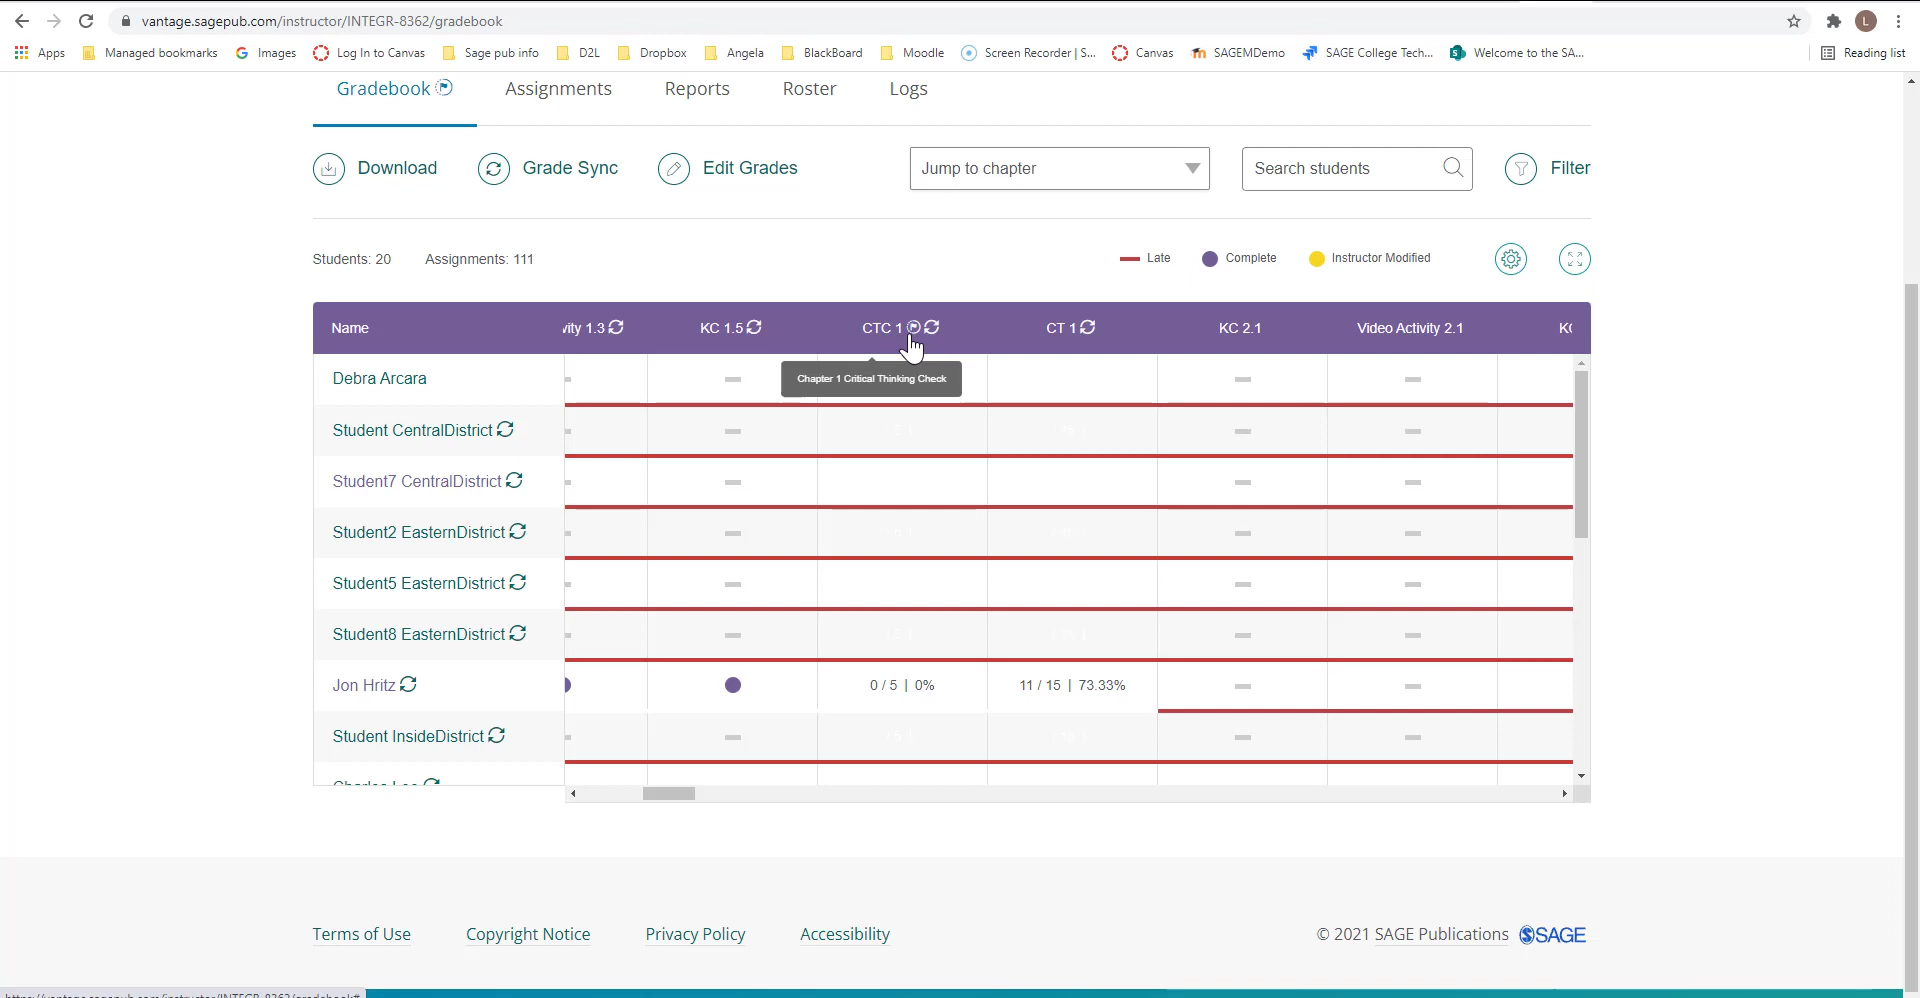 vantage.sagepub.com/instructor/INTEGR-8362/gradebook
L
Apps Managed bookmarks Images Log In to Canvas Sage pub info D2L Dropbox Angela BlackBoard Moodle Screen Recorder | S... Canvas SAGEMDemo SAGE College Tech... Welcome to the SA... Reading list
Gradebook Assignments Reports Roster Logs
Download Grade Sync Edit Grades Jump to chapter Search students Filter
Students: 20 Assignments: 111 Late Complete Instructor Modified
Name vity 1.3 KC 1.5 CTC 1 CT 1 KC 2.1 Video Activity 2.1 KC
Debra Arcara Chapter 1 Critical Thinking Check
Student CentralDistrict
Student7 CentralDistrict
Student2 EasternDistrict
Student5 EasternDistrict
Student8 EasternDistrict
Jon Hritz 0 / 5 | 0% 11 / 15 | 73.33%
Student InsideDistrict
Terms of Use Copyright Notice Privacy Policy Accessibility © 2021 SAGE Publications SAGE